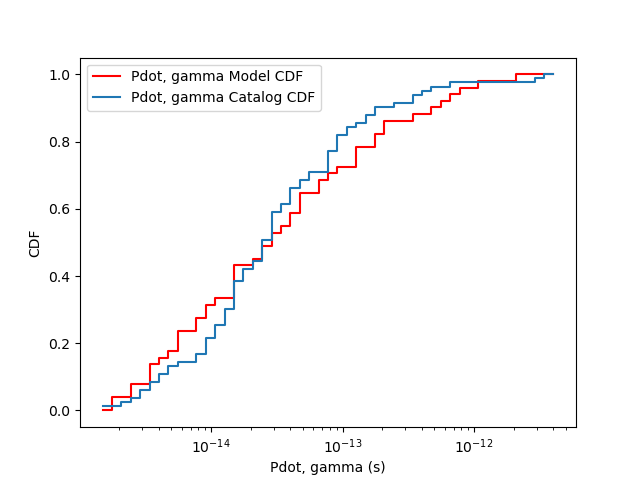 Pdot, gamma Model CDF
Pdot, gamma Catalog CDF
1.0
0.8
0.6
0.4
0.2
0.0
CDF
10⁻¹⁴
10⁻¹³
10⁻¹²
Pdot, gamma (s)